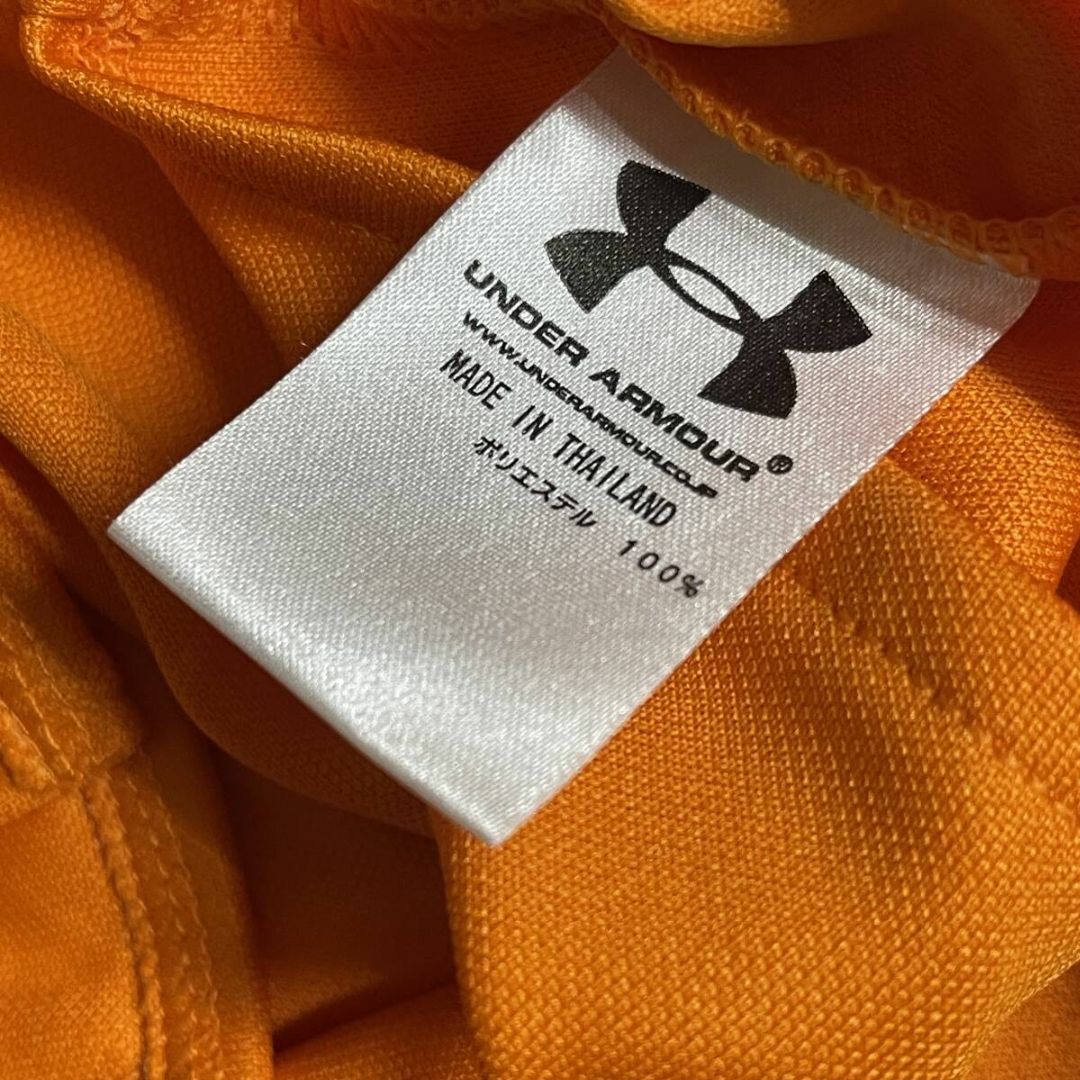 UNDER ARMOUR®
WWW.UNDERARMOUR.CO.JP
MADE IN THAILAND
ポリエステル 100%